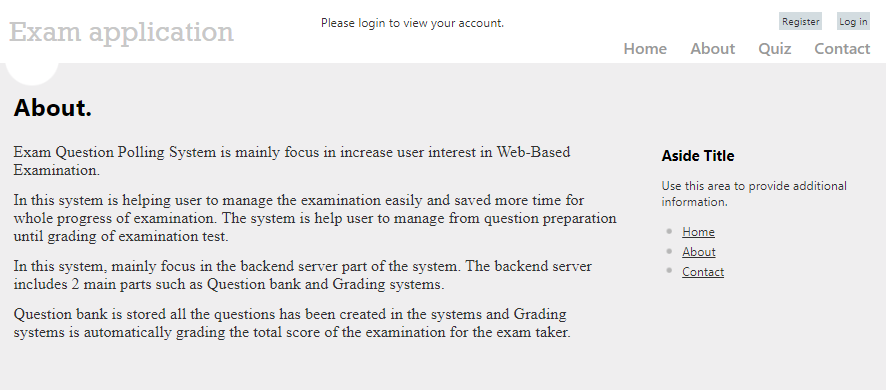 Exam application
Please login to view your account.
Register
Log in
Home
About
Quiz
Contact
About.
Exam Question Polling System is mainly focus in increase user interest in Web-Based
Examination.
In this system is helping user to manage the examination easily and saved more time for
whole progress of examination. The system is help user to manage from question preparation
until grading of examination test.
In this system, mainly focus in the backend server part of the system. The backend server
includes 2 main parts such as Question bank and Grading systems.
Question bank is stored all the questions has been created in the systems and Grading
systems is automatically grading the total score of the examination for the exam taker.
Aside Title
Use this area to provide additional
information.
Home
About
Contact